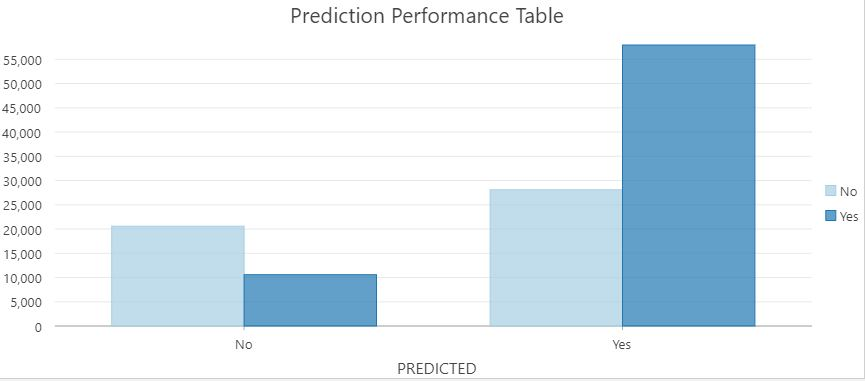 Prediction Performance Table
55,000
50,000
45,000
40,000
35,000
30,000
25,000
20,000
15,000
10,000
5,000
0
No
Yes
No
Yes
PREDICTED